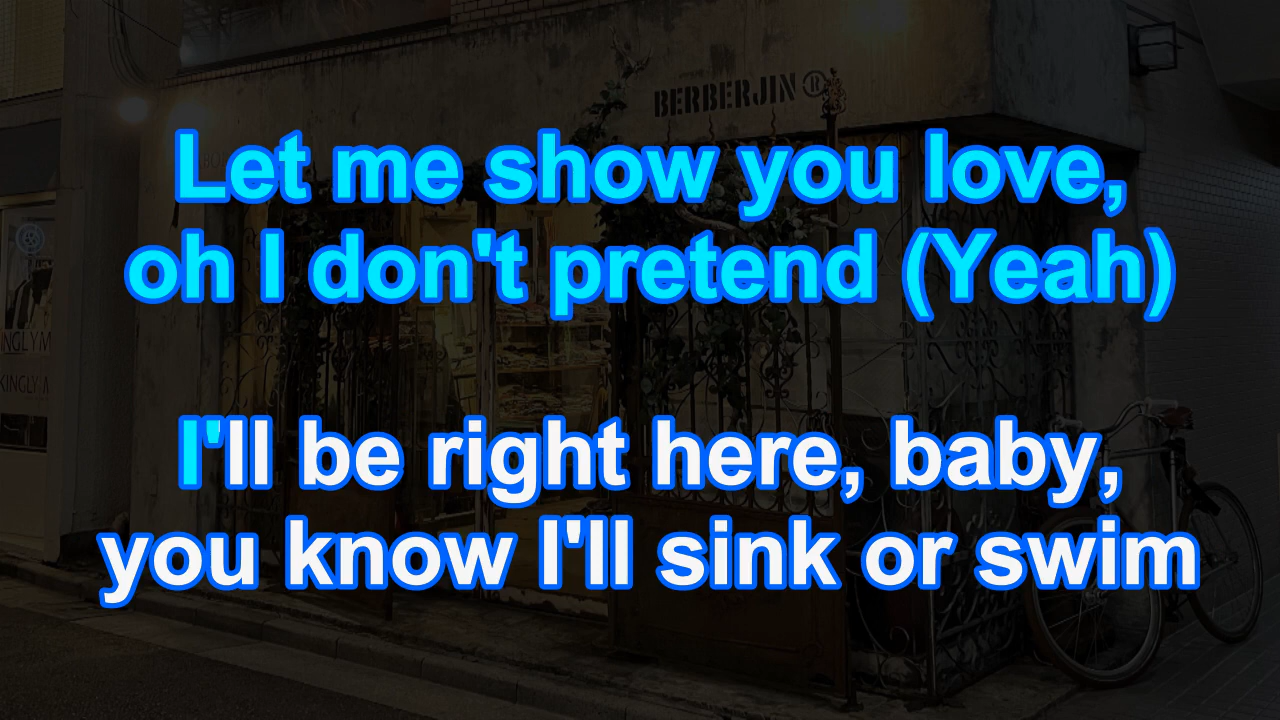 BERBERJIN ®
Let me show you love,
oh I don't pretend (Yeah)
I'll be right here, baby,
you know I'll sink or swim
KINGLY